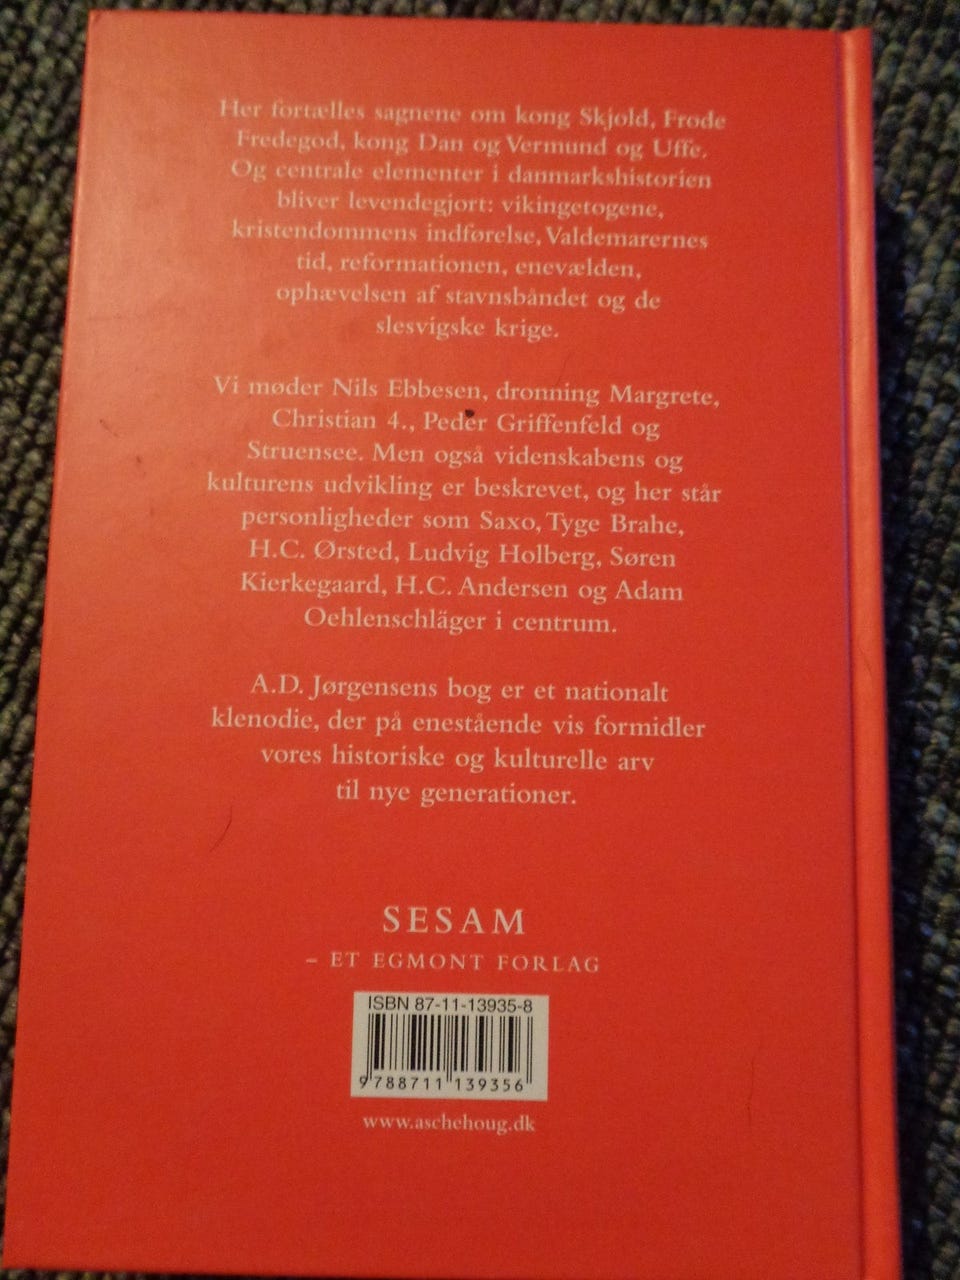 Her fortælles sagnene om kong Skjold, Frode
Fredegod, kong Dan og Vermund og Uffe.
Og centrale elementer i danmarkshistorien
bliver levendegjort: vikingetogene,
kristendommens indførelse, Valdemarernes
tid, reformationen, enevælden,
ophævelsen af stavnsbåndet og de
slesvigske krige.
Vi møder Nils Ebbesen, dronning Margrete,
Christian 4., Peder Griffenfeld og
Struensee. Men også videnskabens og
kulturens udvikling er beskrevet, og her står
personligheder som Saxo, Tyge Brahe,
H.C. Ørsted, Ludvig Holberg, Søren
Kierkegaard, H.C. Andersen og Adam
Oehlenschläger i centrum.
A.D. Jørgensens bog er et nationalt
klenodie, der på enestående vis formidler
vores historiske og kulturelle arv
til nye generationer.
SESAM
– ET EGMONT FORLAG
ISBN 87-11-13935-8
9 788711 139356
www.aschehoug.dk